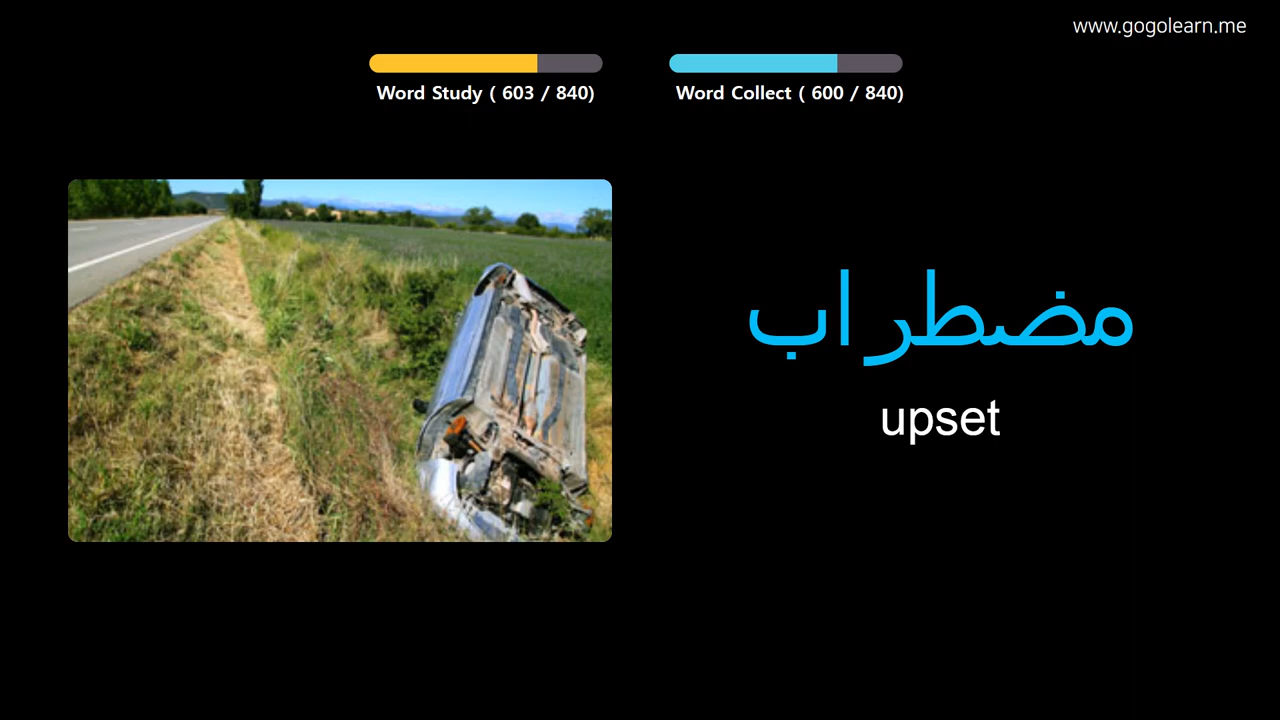 www.gogolearn.me
Word Study ( 603 / 840)
Word Collect ( 600 / 840)
مضطراب
upset